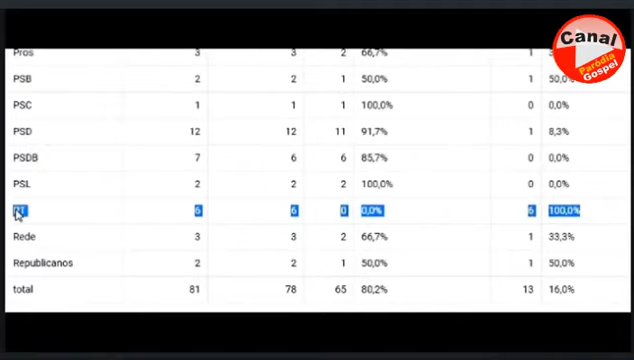 Canal
Paródia
Gospel
Pros 3 3 2 66,7% 1
PSB 2 2 1 50,0% 1 50,0%
PSC 1 1 1 100,0% 0 0,0%
PSD 12 12 11 91,7% 1 8,3%
PSDB 7 6 6 85,7% 0 0,0%
PSL 2 2 2 100,0% 0 0,0%
PT 6 6 0 0,0% 6 100,0%
Rede 3 3 2 66,7% 1 33,3%
Republicanos 2 2 1 50,0% 1 50,0%
total 81 78 65 80,2% 13 16,0%